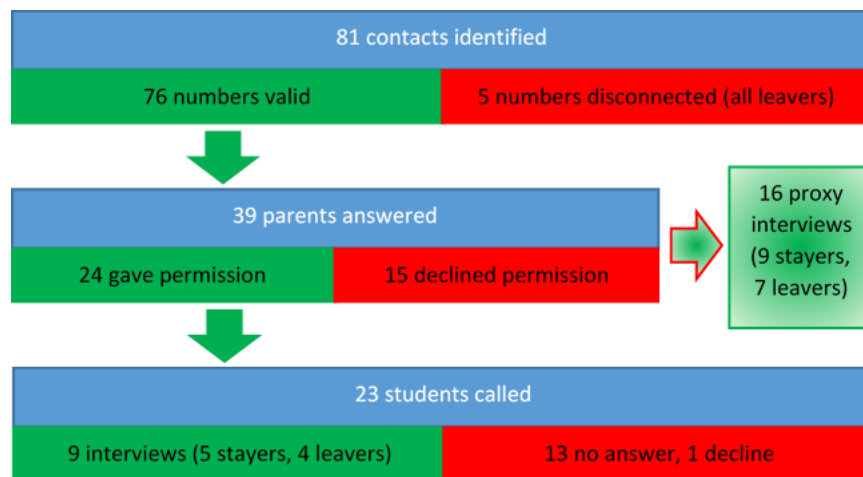 81 contacts identified
76 numbers valid
5 numbers disconnected (all leavers)
39 parents answered
24 gave permission
15 declined permission
16 proxy
interviews
(9 stayers,
7 leavers)
23 students called
9 interviews (5 stayers, 4 leavers)
13 no answer, 1 decline